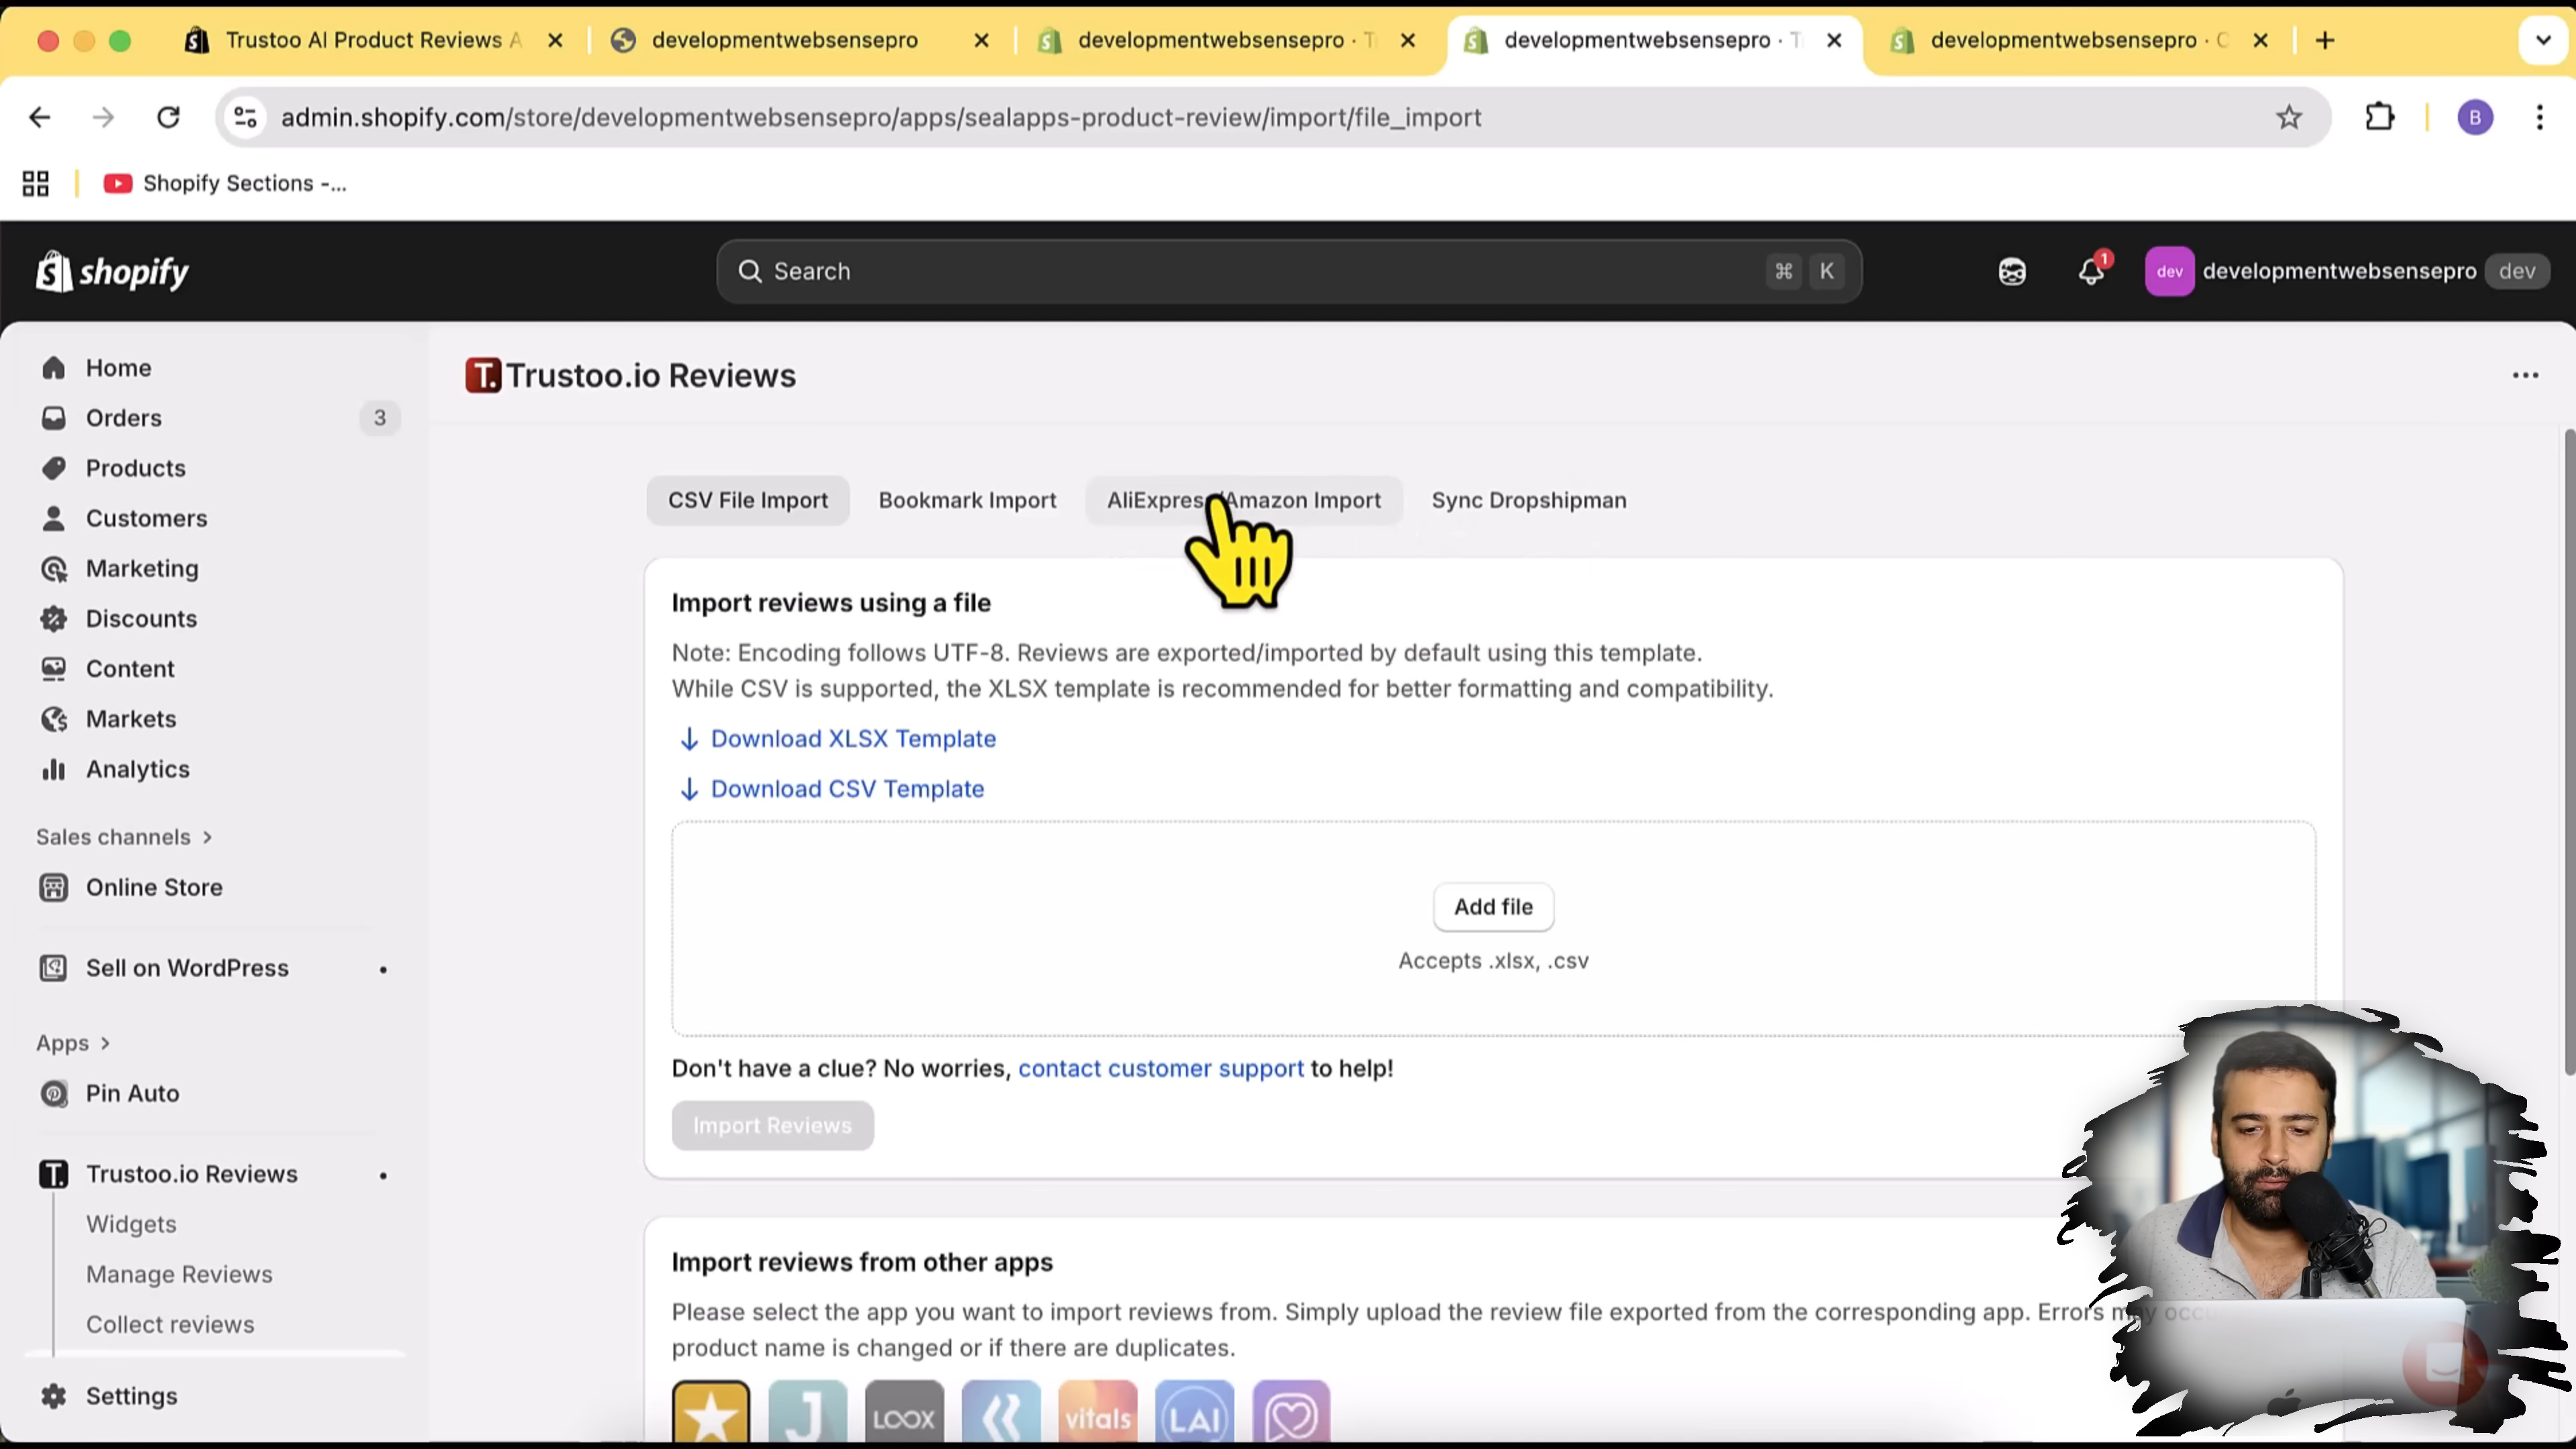 Trustoo AI Product Reviews A
developmentwebsensepro
developmentwebsensepro · T
developmentwebsensepro · T
developmentwebsensepro · C
admin.shopify.com/store/developmentwebsensepro/apps/sealapps-product-review/import/file_import
B
Shopify Sections -...
shopify
Search
⌘ K
1
dev
developmentwebsensepro
dev
Home
Orders
3
Products
Customers
Marketing
Discounts
Content
Markets
Analytics
Sales channels
Online Store
Sell on WordPress
Apps
Pin Auto
T. Trustoo.io Reviews
Widgets
Manage Reviews
Collect reviews
Settings
T. Trustoo.io Reviews
CSV File Import
Bookmark Import
AliExpress/Amazon Import
Sync Dropshipman
Import reviews using a file
Note: Encoding follows UTF-8. Reviews are exported/imported by default using this template.
While CSV is supported, the XLSX template is recommended for better formatting and compatibility.
Download XLSX Template
Download CSV Template
Add file
Accepts .xlsx, .csv
Don't have a clue? No worries, contact customer support to help!
Import Reviews
Import reviews from other apps
Please select the app you want to import reviews from. Simply upload the review file exported from the corresponding app. Errors may occ
product name is changed or if there are duplicates.
J
LOOX
vitals
LAI